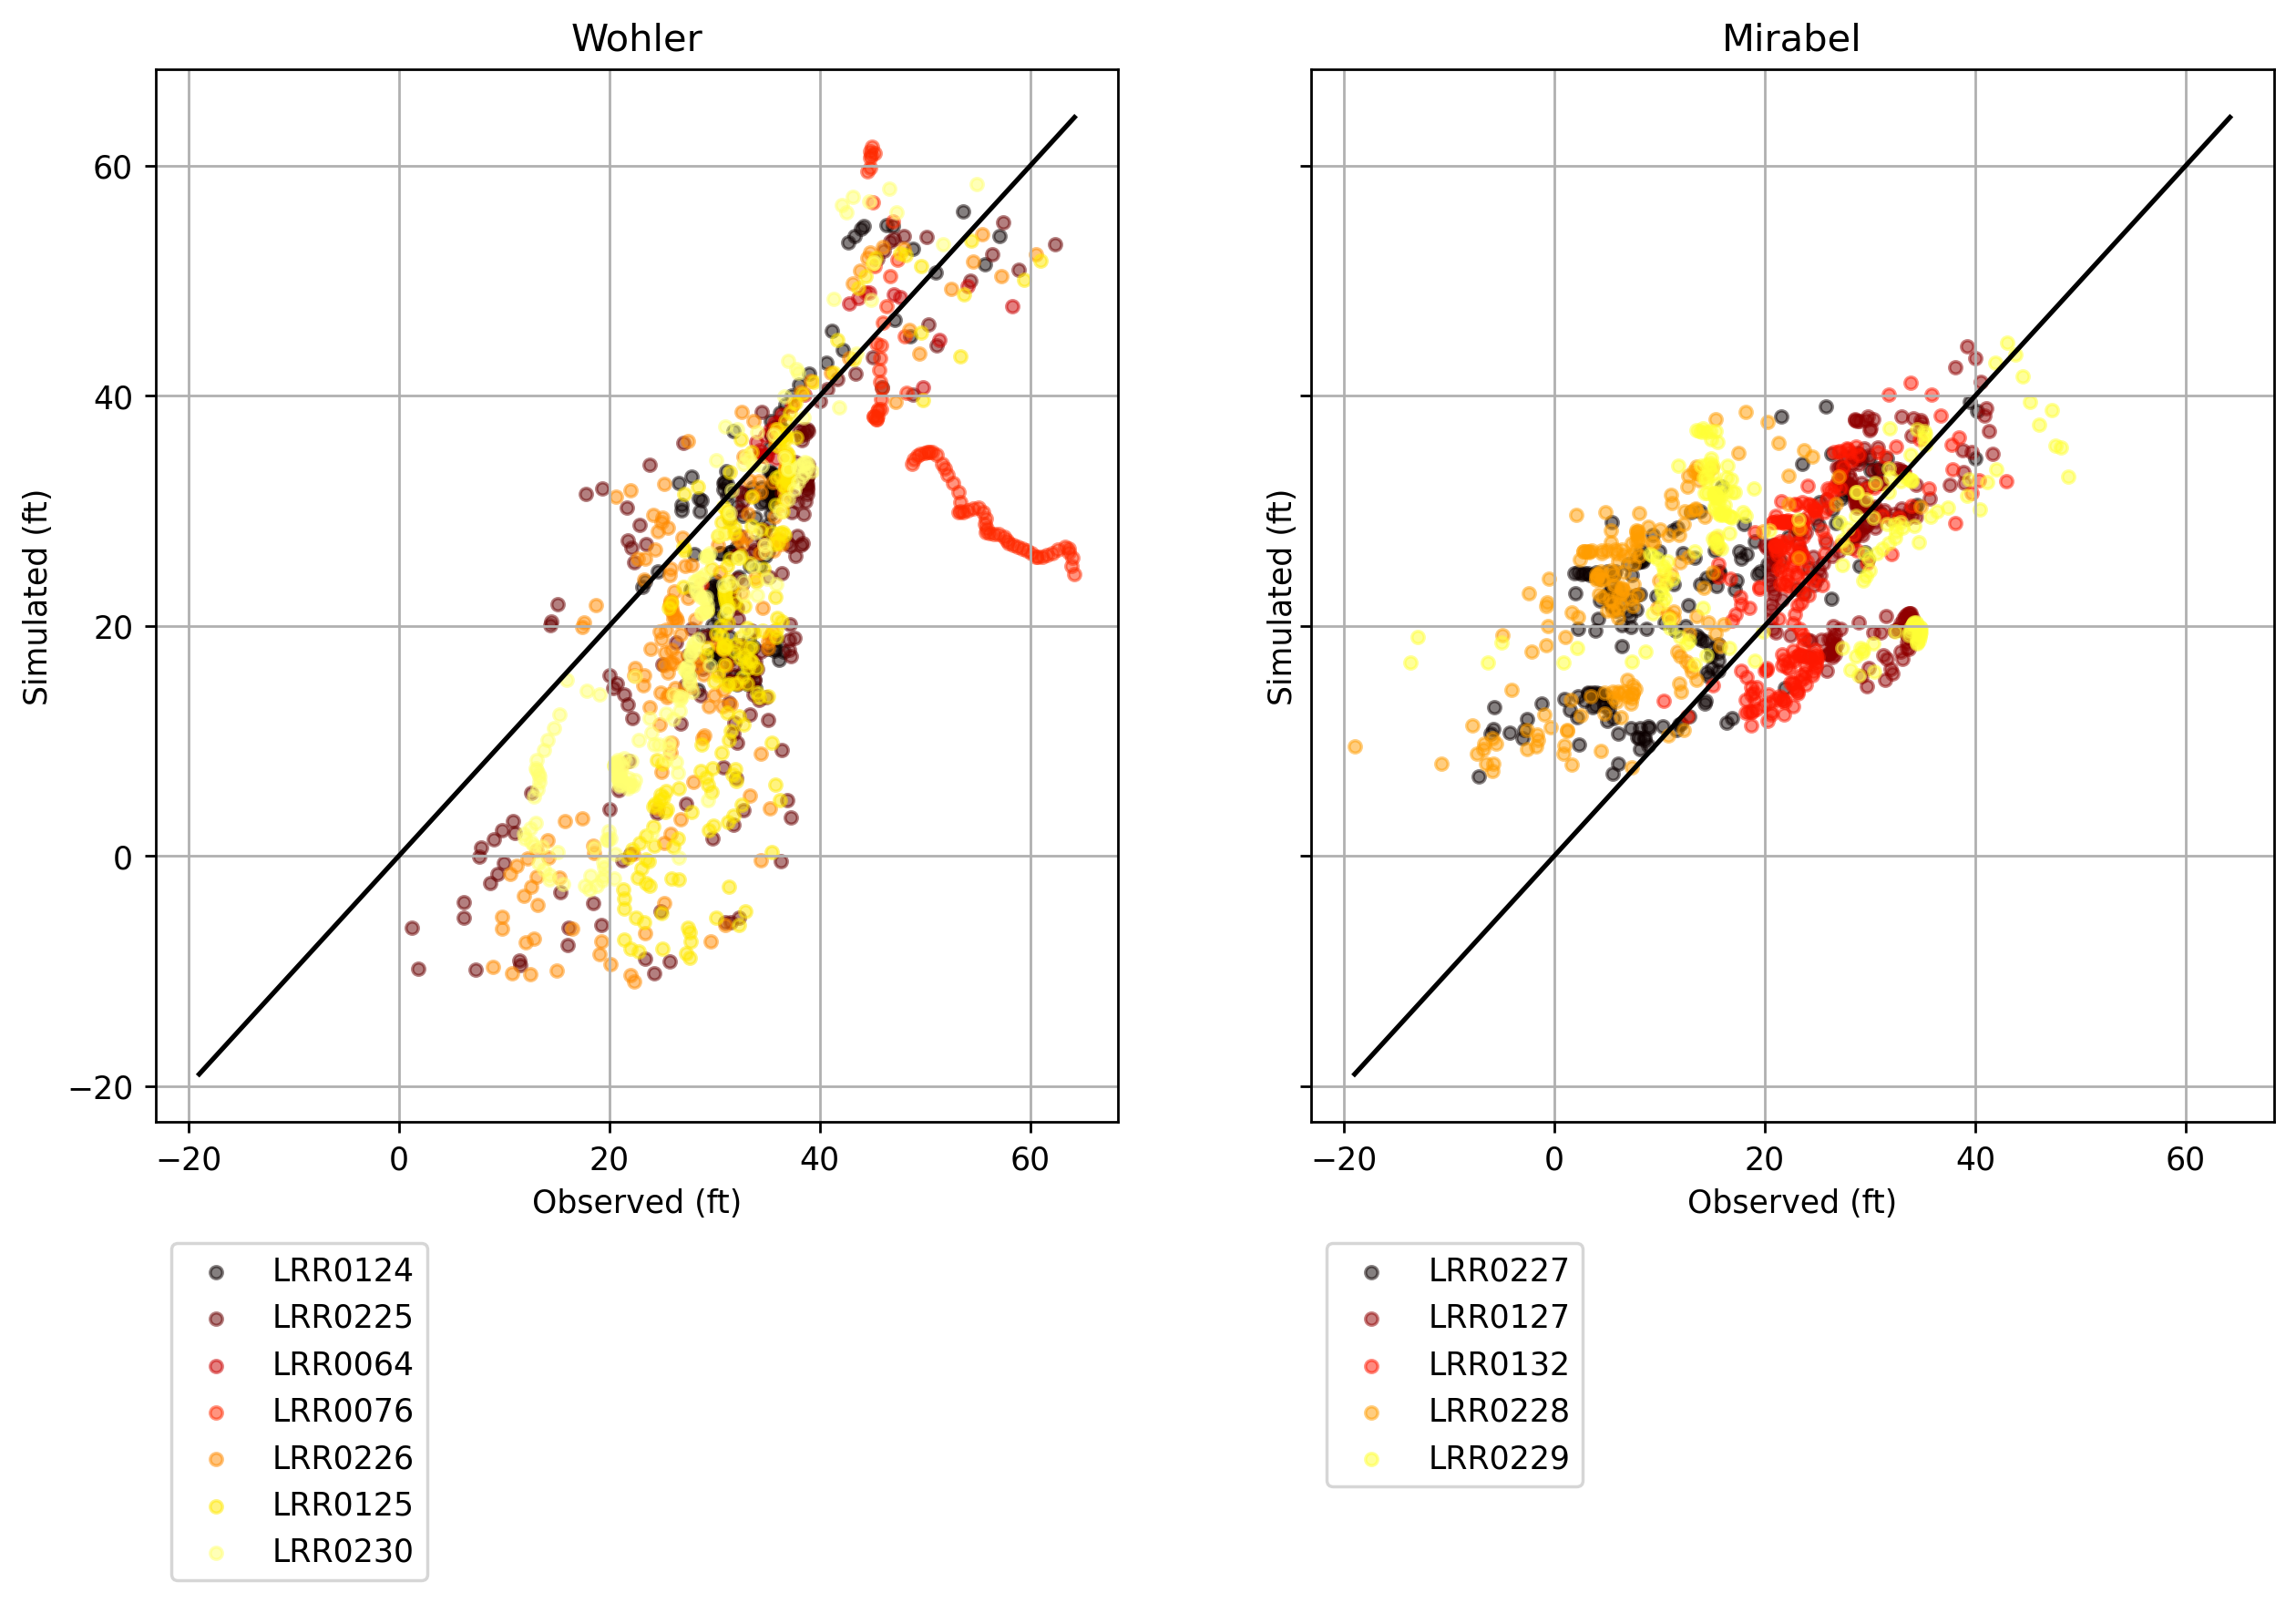 Wohler
Simulated (ft)
60
40
20
0
−20
−20 0 20 40 60
Observed (ft)
LRR0124
LRR0225
LRR0064
LRR0076
LRR0226
LRR0125
LRR0230
Mirabel
Simulated (ft)
−20 0 20 40 60
Observed (ft)
LRR0227
LRR0127
LRR0132
LRR0228
LRR0229